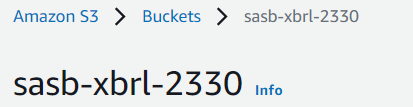 Amazon S3 > Buckets > sasb-xbrl-2330
sasb-xbrl-2330 Info